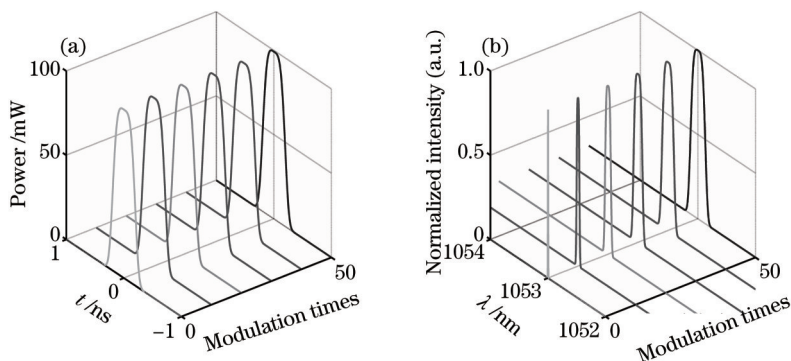 (a)
100
50
0
Power /mW
1
0
-1
t /ns
0
50
Modulation times
(b)
1.0
0.5
0
Normalized intensity (a.u.)
1054
1053
1052
λ /nm
0
50
Modulation times